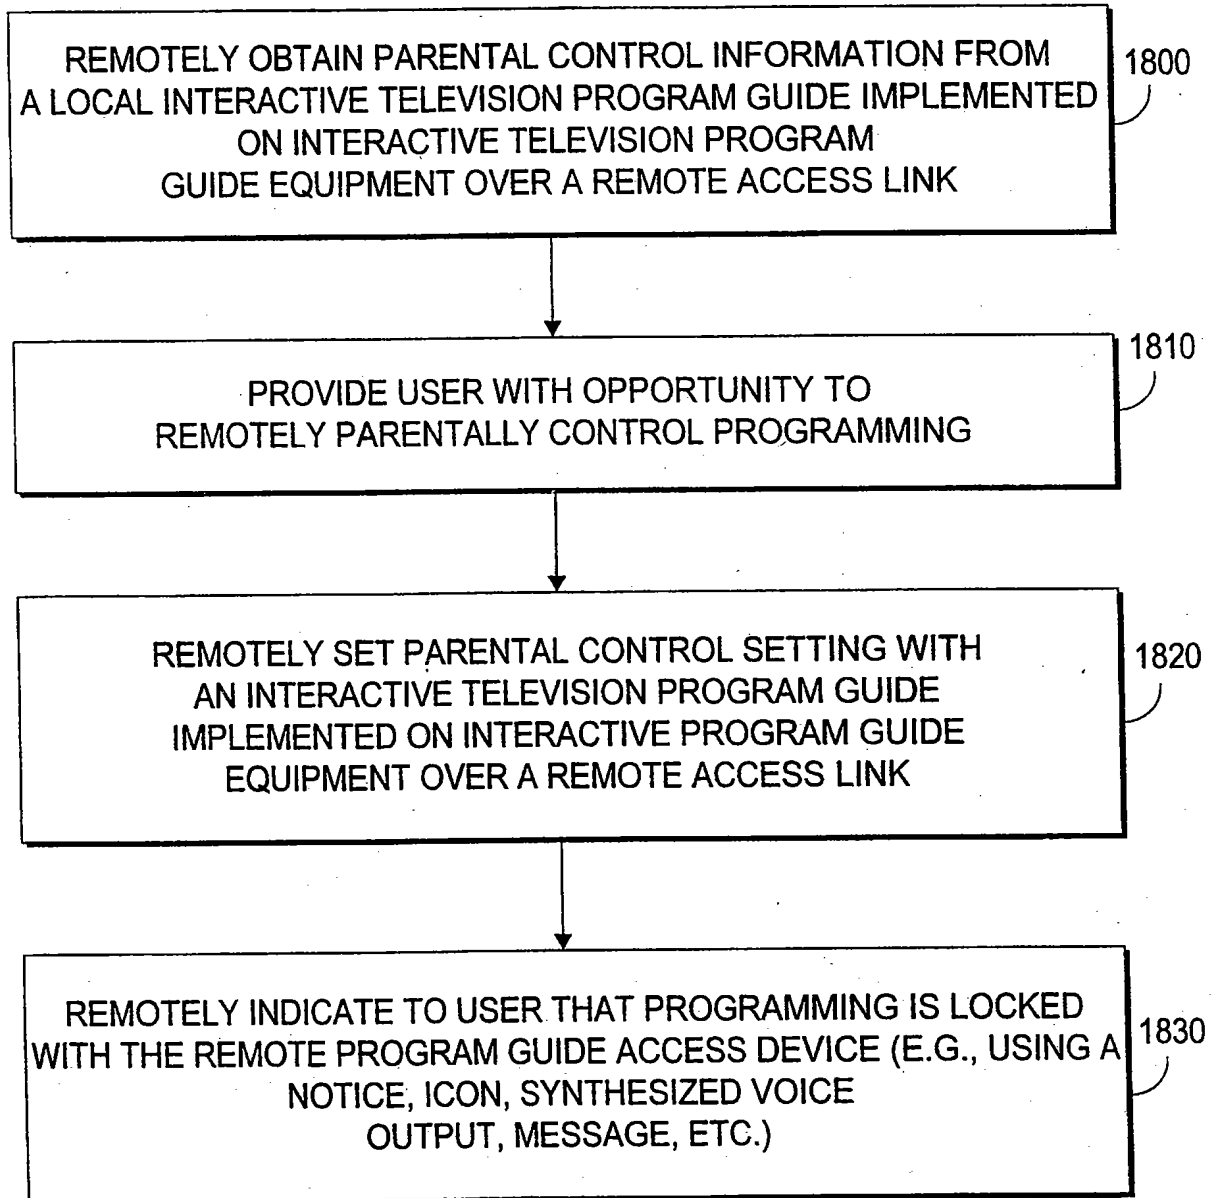 REMOTELY OBTAIN PARENTAL CONTROL INFORMATION FROM
A LOCAL INTERACTIVE TELEVISION PROGRAM GUIDE IMPLEMENTED
ON INTERACTIVE TELEVISION PROGRAM
GUIDE EQUIPMENT OVER A REMOTE ACCESS LINK
1800
PROVIDE USER WITH OPPORTUNITY TO
REMOTELY PARENTALLY CONTROL PROGRAMMING
1810
REMOTELY SET PARENTAL CONTROL SETTING WITH
AN INTERACTIVE TELEVISION PROGRAM GUIDE
IMPLEMENTED ON INTERACTIVE PROGRAM GUIDE
EQUIPMENT OVER A REMOTE ACCESS LINK
1820
REMOTELY INDICATE TO USER THAT PROGRAMMING IS LOCKED
WITH THE REMOTE PROGRAM GUIDE ACCESS DEVICE (E.G., USING A
NOTICE, ICON, SYNTHESIZED VOICE
OUTPUT, MESSAGE, ETC.)
1830